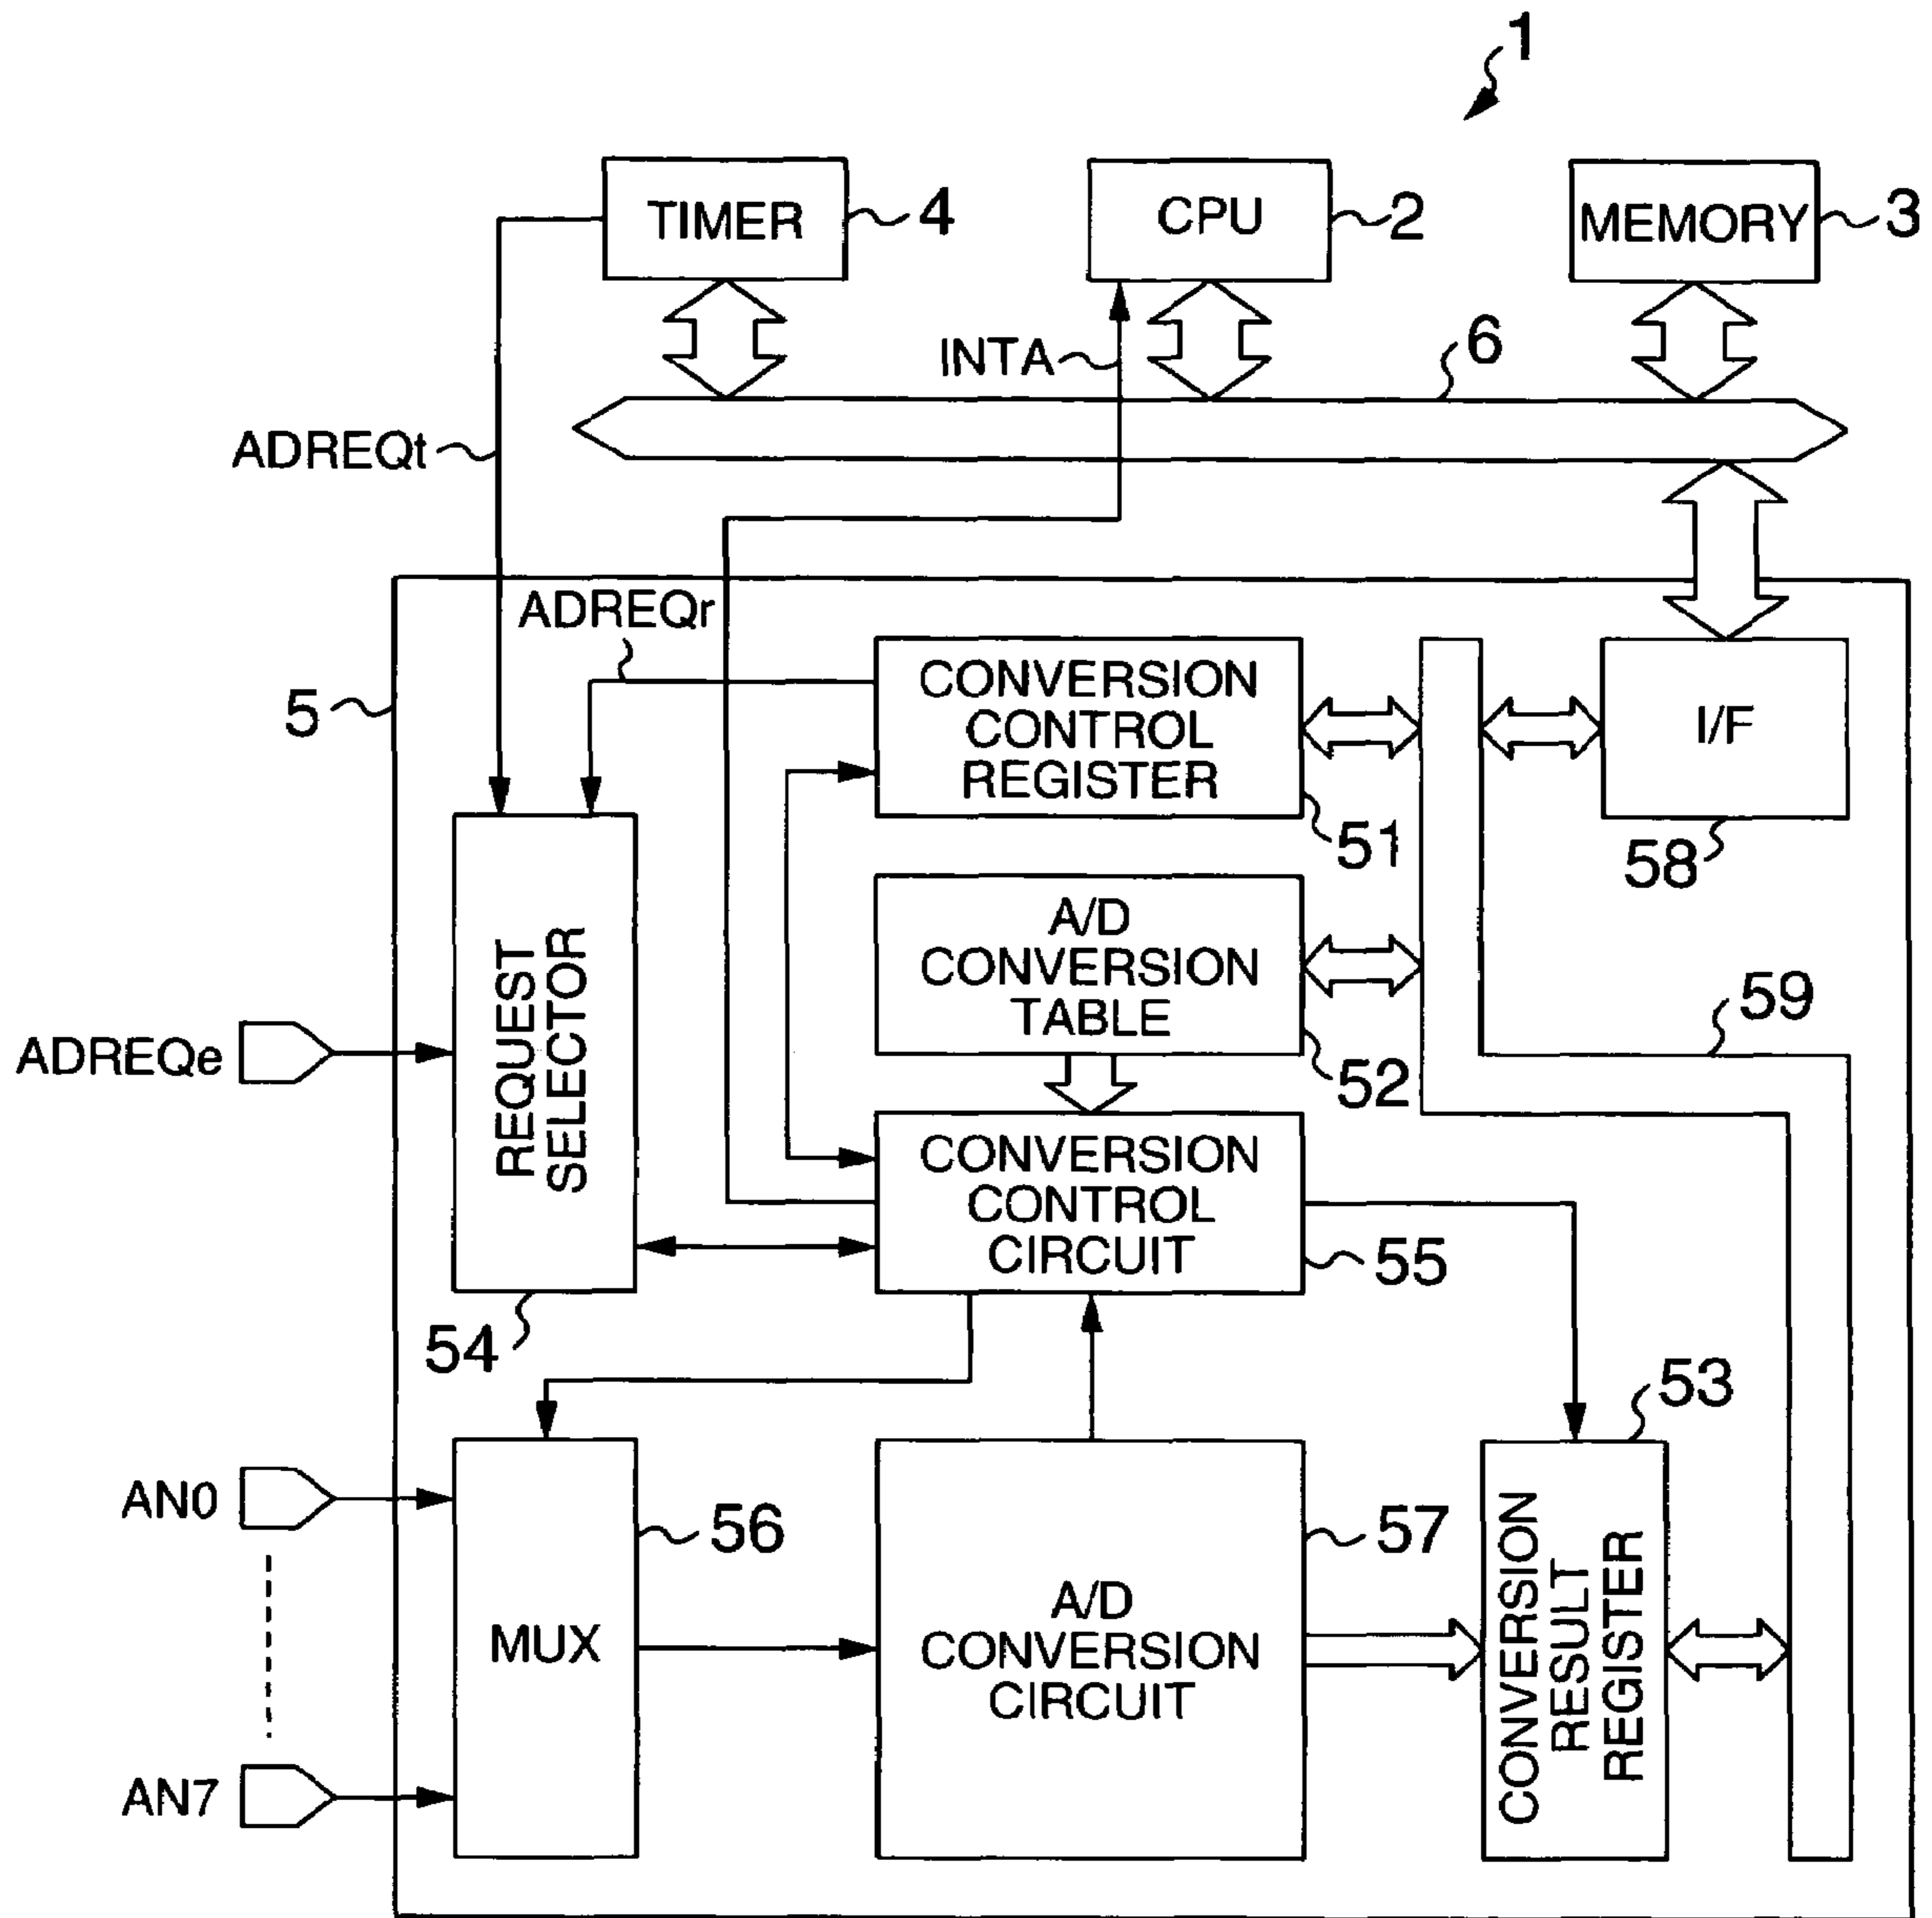 1
TIMER
4
CPU
2
MEMORY
3
INTA
6
ADREQt
ADREQr
5
CONVERSION
CONTROL
REGISTER
51
I/F
58
A/D
CONVERSION
TABLE
52
59
REQUEST
SELECTOR
54
ADREQe
CONVERSION
CONTROL
CIRCUIT
55
53
AN0
AN7
MUX
56
A/D
CONVERSION
CIRCUIT
57
CONVERSION
RESULT
REGISTER